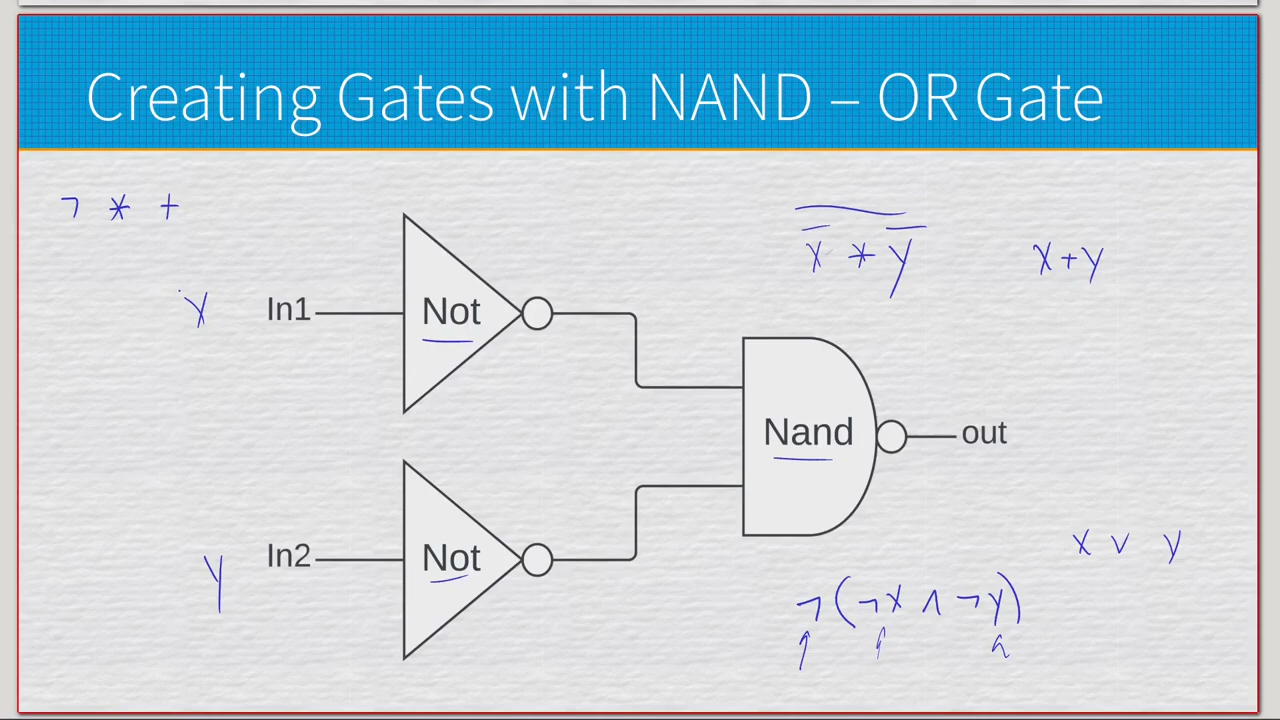 Creating Gates with NAND – OR Gate
¬ * +
x̅ * y̅
x + y
x
In1
Not
Nand
out
y
In2
Not
x ∨ y
¬(¬x ∧ ¬y)